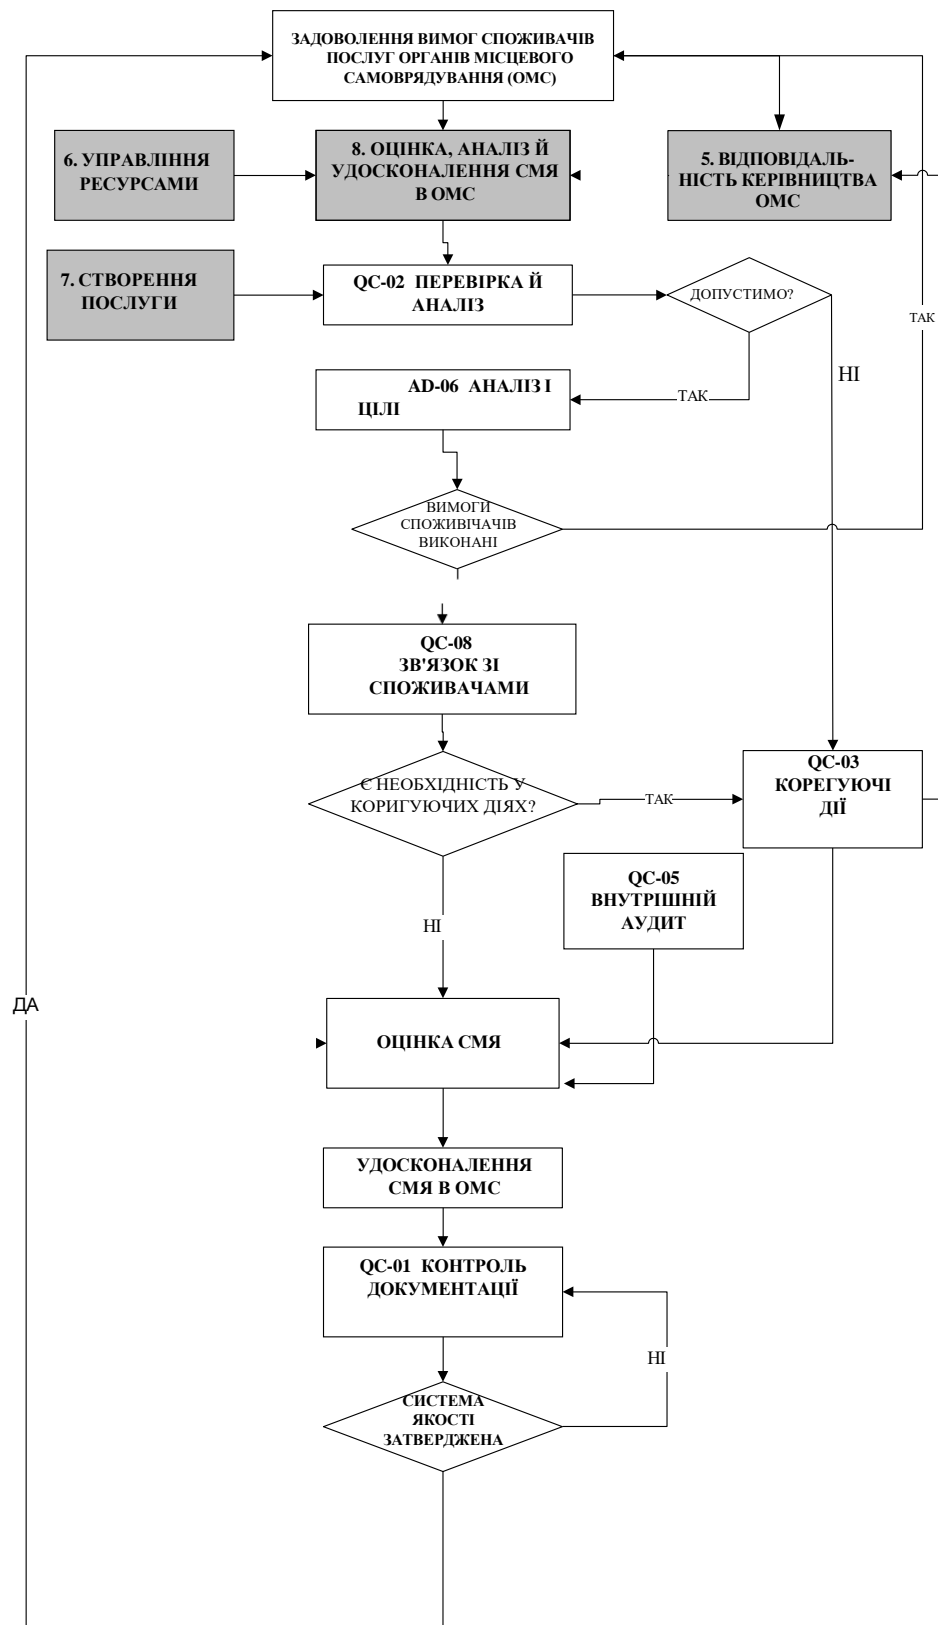 ЗАДОВОЛЕННЯ ВИМОГ СПОЖИВАЧІВ
ПОСЛУГ ОРГАНІВ МІСЦЕВОГО
САМОВРЯДУВАННЯ (ОМС)
6. УПРАВЛІННЯ
РЕСУРСАМИ
8. ОЦІНКА, АНАЛІЗ Й
УДОСКОНАЛЕННЯ СМЯ
В ОМС
5. ВІДПОВІДАЛЬ-
НІСТЬ КЕРІВНИЦТВА
ОМС
7. СТВОРЕННЯ
ПОСЛУГИ
QC-02 ПЕРЕВІРКА Й
АНАЛІЗ
ДОПУСТИМО?
ТАК
НІ
AD-06 АНАЛІЗ І
ЦІЛІ
ТАК
ВИМОГИ
СПОЖИВІЧАЧІВ
ВИКОНАНІ
QC-08
ЗВ'ЯЗОК ЗІ
СПОЖИВАЧАМИ
Є НЕОБХІДНІСТЬ У
КОРИГУЮЧИХ ДІЯХ?
ТАК
QC-03
КОРЕГУЮЧІ
ДІЇ
QC-05
ВНУТРІШНІЙ
АУДИТ
НІ
ДА
ОЦІНКА СМЯ
УДОСКОНАЛЕННЯ
СМЯ В ОМС
QC-01 КОНТРОЛЬ
ДОКУМЕНТАЦІЇ
НІ
СИСТЕМА
ЯКОСТІ
ЗАТВЕРДЖЕНА